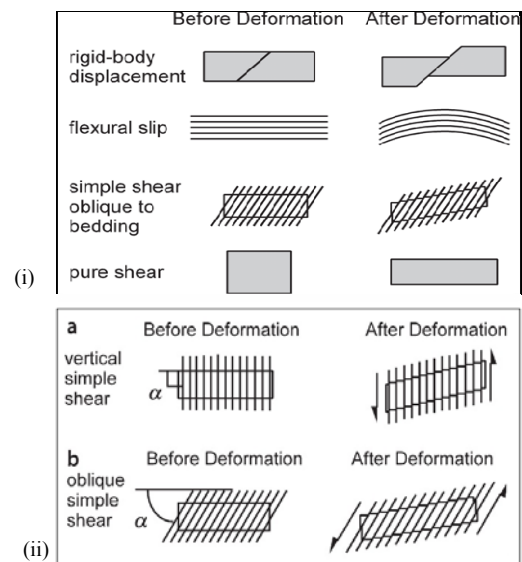 Before Deformation After Deformation
rigid-body
displacement
flexural slip
simple shear
oblique to
bedding
pure shear
(i)
a
Before Deformation After Deformation
vertical
simple
shear
α
b
Before Deformation After Deformation
oblique
simple
shear
α
(ii)